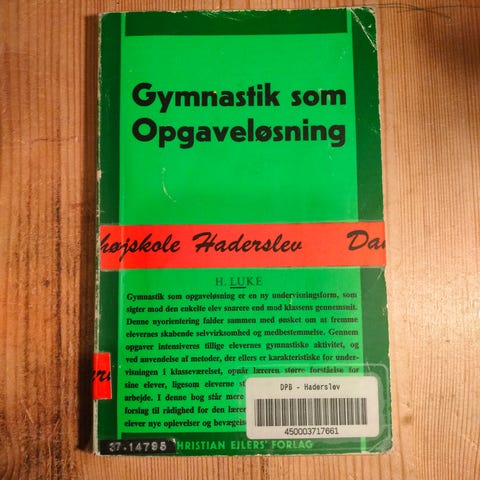 Gymnastik som
Opgaveløsning
højskole Haderslev Dan
H. LUKE
Gymnastik som opgaveløsning er en ny undervisningsform, som
sigter mod den enkelte elev snarere end mod klassens gennemsnit.
Denne nyorientering falder sammen med ønsket om at fremme
elevernes skabende selvvirksomhed og medbestemmelse. Gennem
opgaver intensiveres tillige elevernes gymnastiske aktivitet, og
ved anvendelse af metoder, der ellers er karakteristiske for under-
visningen i klasseværelset, opnår læreren større forståelse for
sine elever, ligesom eleverne
arbejde. I denne bog står mere
forslag til rådighed for den lærer
elever nye oplevelser og bevægelse
DPB - Haderslev
450003717661
37.14795
CHRISTIAN EJLERS' FORLAG